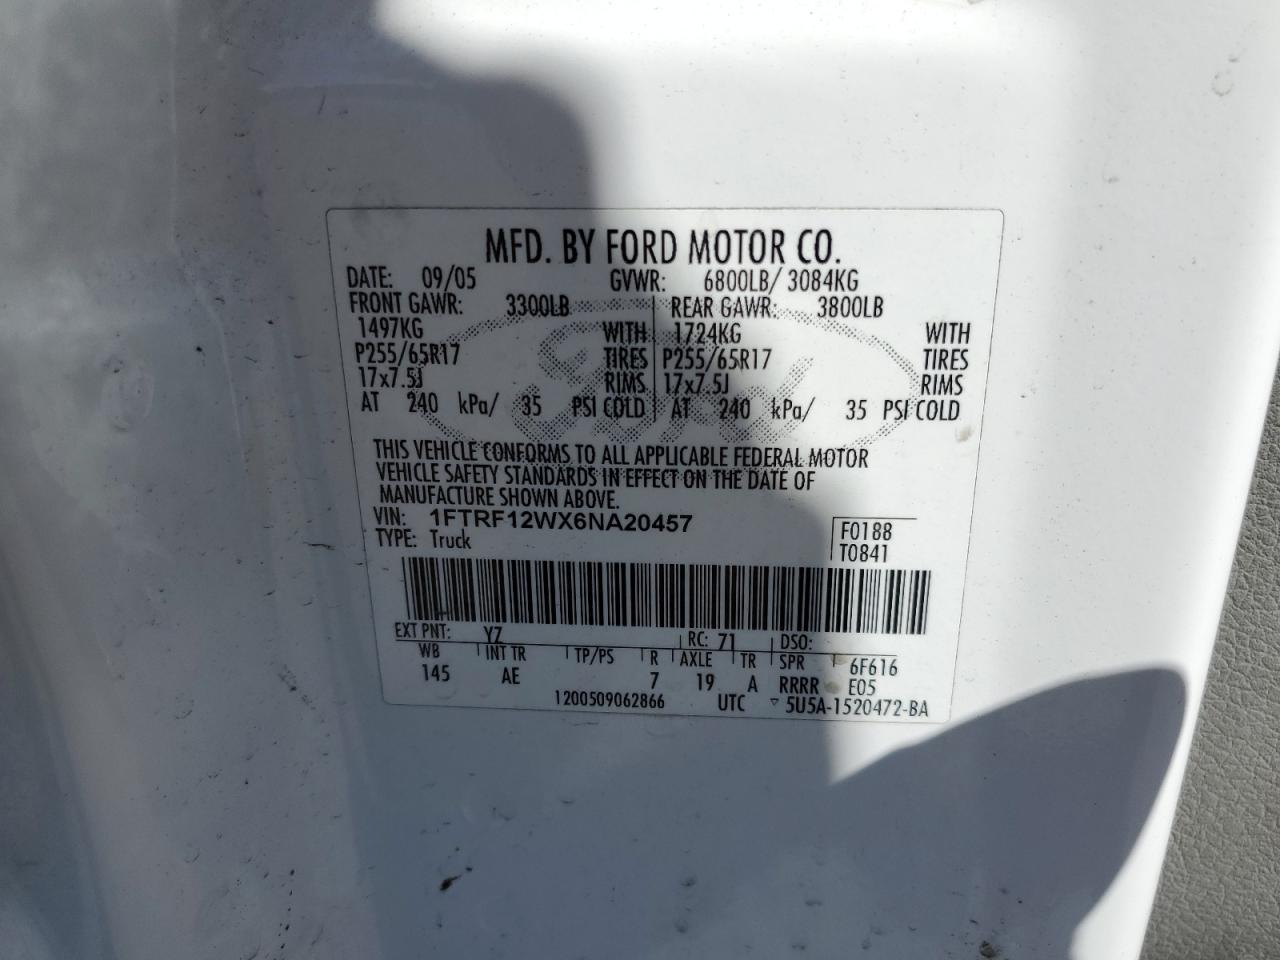 MFD. BY FORD MOTOR CO.
DATE: 09/05 GVWR: 6800LB/ 3084KG
FRONT GAWR: 3300LB REAR GAWR: 3800LB
1497KG WITH 1724KG WITH
P255/65R17 TIRES P255/65R17 TIRES
17x7.5J RIMS 17x7.5J RIMS
AT 240 kPa/ 35 PSI COLD AT 240 kPa/ 35 PSI COLD
THIS VEHICLE CONFORMS TO ALL APPLICABLE FEDERAL MOTOR
VEHICLE SAFETY STANDARDS IN EFFECT ON THE DATE OF
MANUFACTURE SHOWN ABOVE.
VIN: 1FTRF12WX6NA20457 F0188
TYPE: Truck T0841
EXT PNT: YZ RC: 71 DSO:
WB INT TR TP/PS R AXLE TR SPR 6F616
145 AE 7 19 A RRRR E05
1200509062866 UTC ▽ 5U5A-1520472-BA
Ford